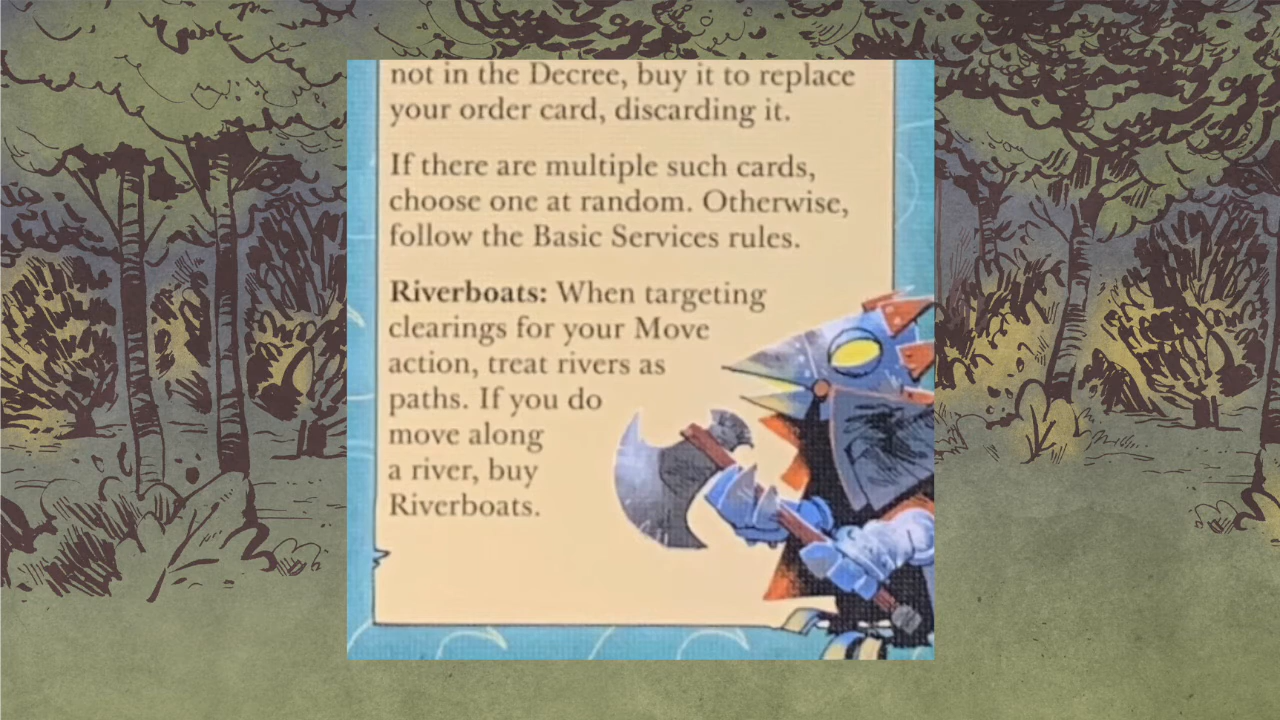 not in the Decree, buy it to replace
your order card, discarding it.
If there are multiple such cards,
choose one at random. Otherwise,
follow the Basic Services rules.
Riverboats: When targeting
clearings for your Move
action, treat rivers as
paths. If you do
move along
a river, buy
Riverboats.